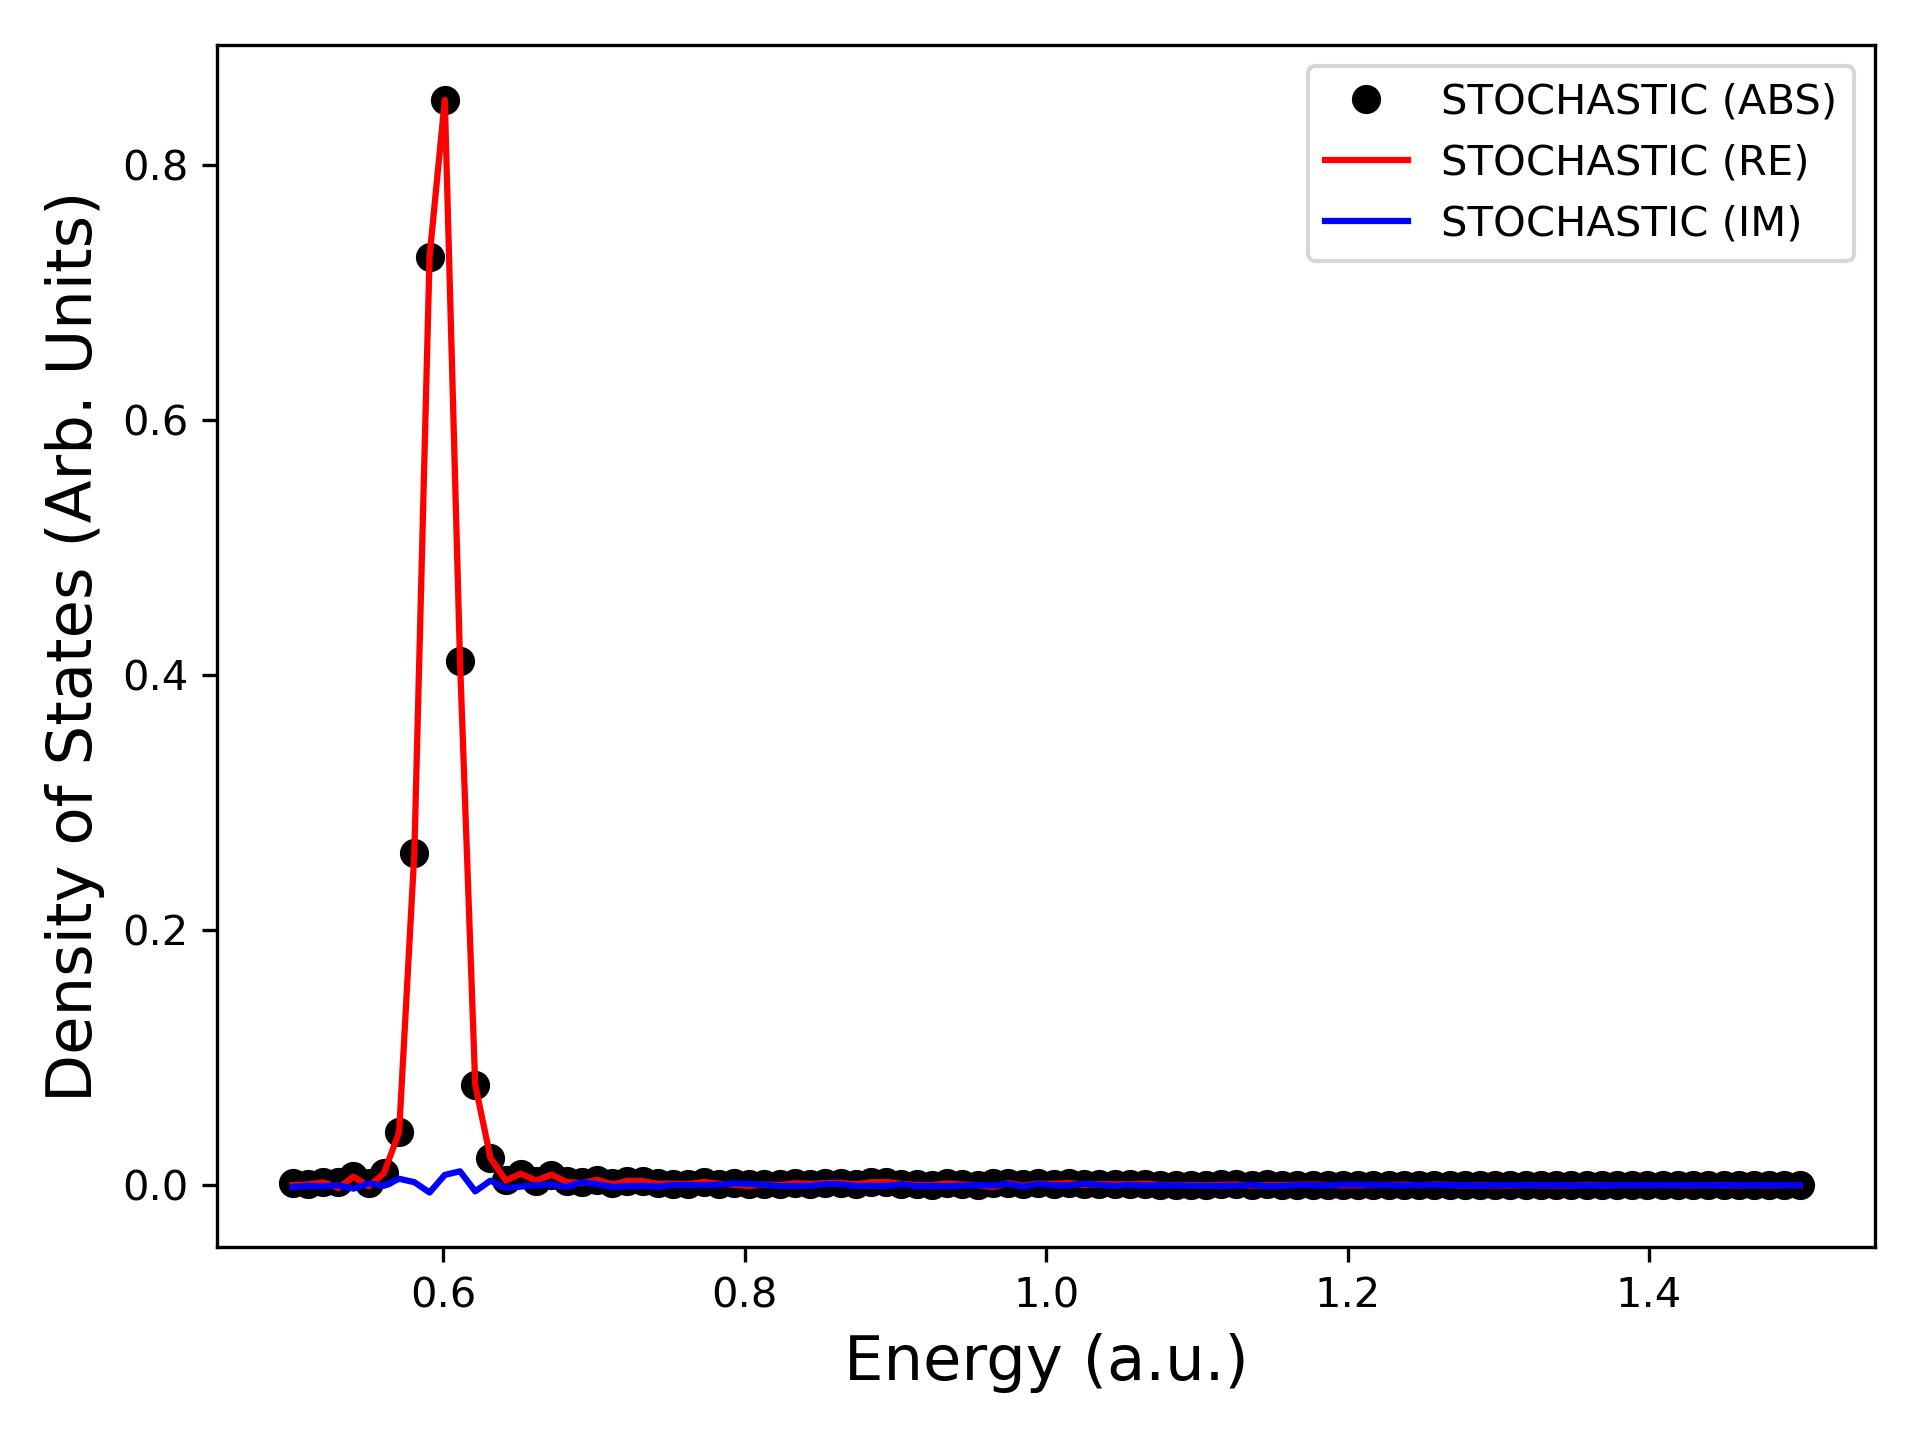 STOCHASTIC (ABS)
STOCHASTIC (RE)
STOCHASTIC (IM)
Density of States (Arb. Units)
0.8
0.6
0.4
0.2
0.0
0.6 0.8 1.0 1.2 1.4
Energy (a.u.)